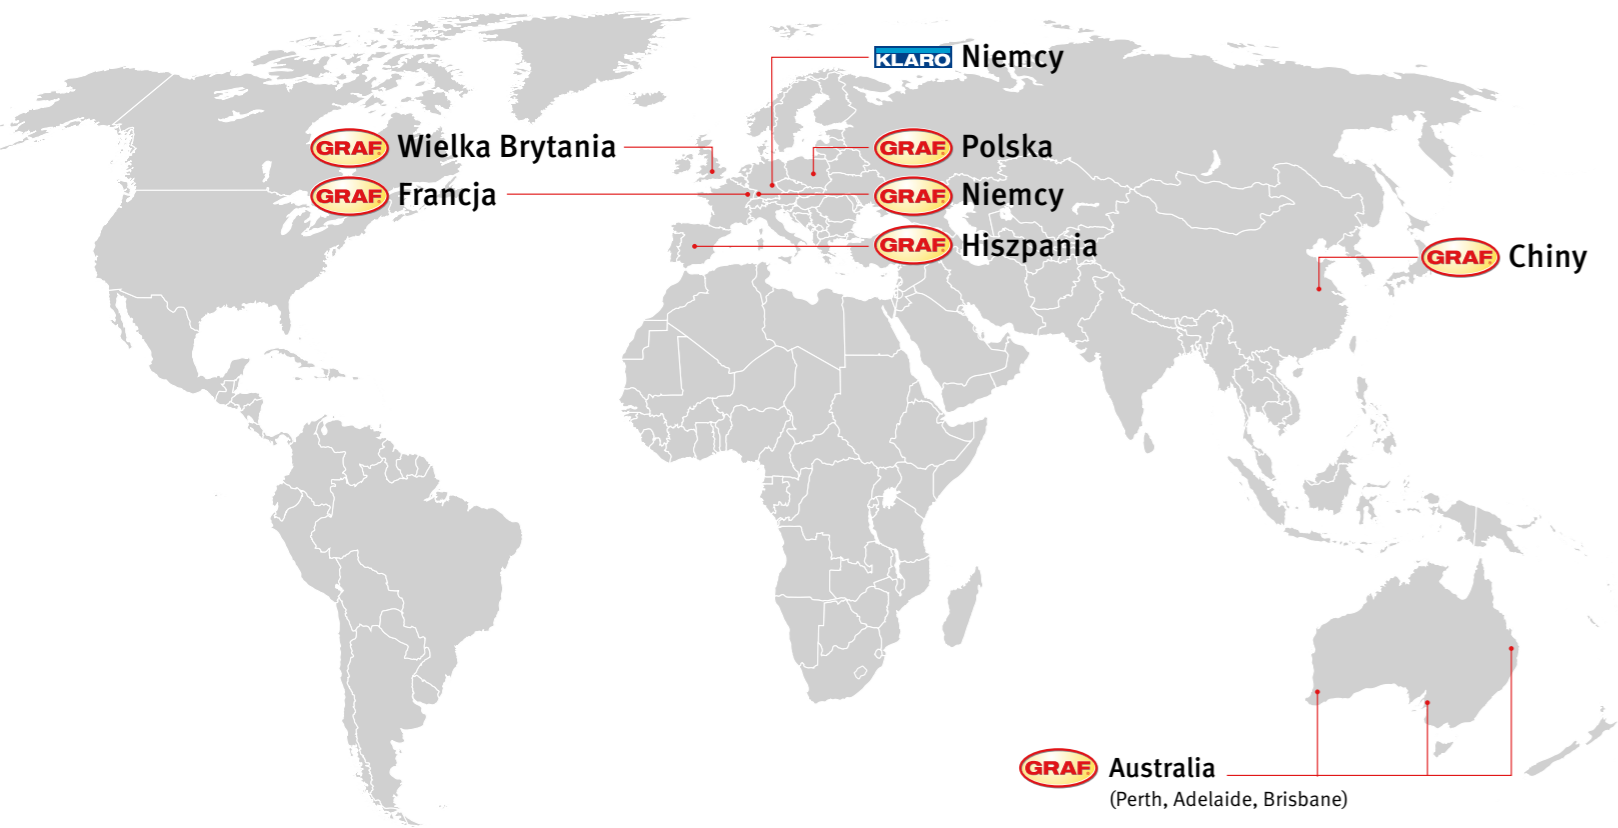 KLARO Niemcy
GRAF Wielka Brytania
GRAF Polska
GRAF Francja
GRAF Niemcy
GRAF Hiszpania
GRAF Chiny
GRAF Australia
(Perth, Adelaide, Brisbane)